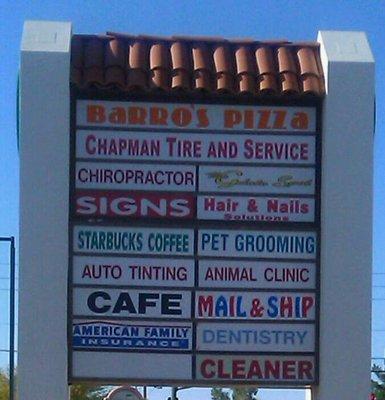 BARRO'S PIZZA
CHAPMAN TIRE AND SERVICE
CHIROPRACTOR
SIGNS
Hair & Nails
Solutions
STARBUCKS COFFEE
PET GROOMING
AUTO TINTING
ANIMAL CLINIC
CAFE
MAIL & SHIP
AMERICAN FAMILY
INSURANCE
DENTISTRY
CLEANER